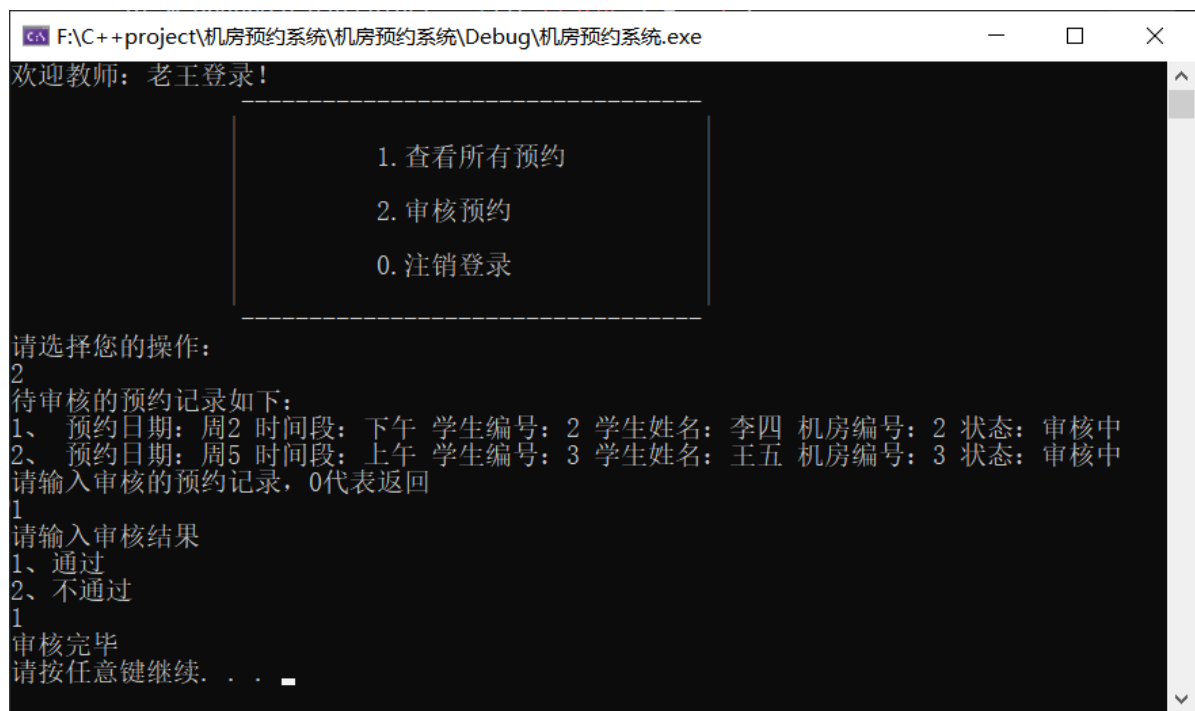 F:\C++project\机房预约系统\机房预约系统\Debug\机房预约系统.exe
欢迎教师：老王登录！
----------------------------------
1.查看所有预约
2.审核预约
0.注销登录
----------------------------------
请选择您的操作：
2
待审核的预约记录如下：
1、 预约日期：周2 时间段：下午 学生编号：2 学生姓名：李四 机房编号：2 状态：审核中
2、 预约日期：周5 时间段：上午 学生编号：3 学生姓名：王五 机房编号：3 状态：审核中
请输入审核的预约记录，0代表返回
1
请输入审核结果
1、通过
2、不通过
1
审核完毕
请按任意键继续. . .